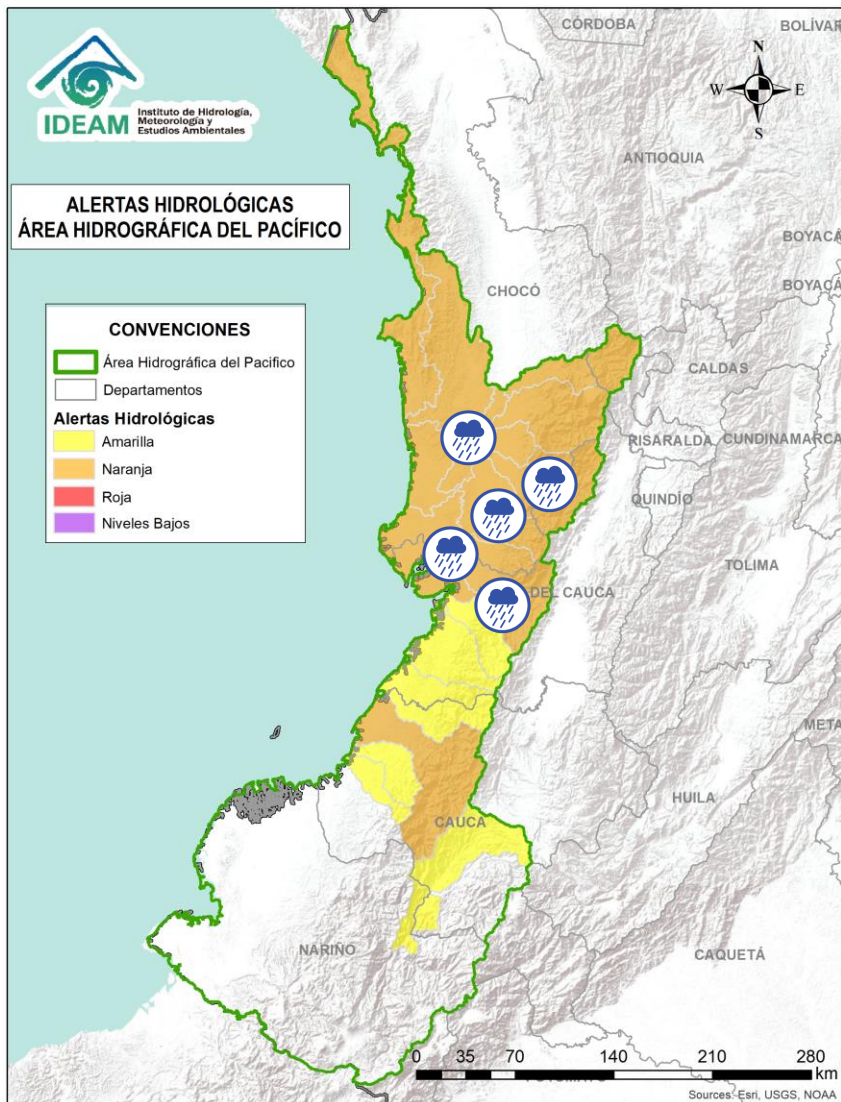 IDEAM
Instituto de Hidrología,
Meteorología y
Estudios Ambientales
ALERTAS HIDROLÓGICAS
ÁREA HIDROGRÁFICA DEL PACÍFICO
CONVENCIONES
Área Hidrográfica del Pacifico
Departamentos
Alertas Hidrológicas
Amarilla
Naranja
Roja
Niveles Bajos
N
W
E
S
CÓRDOBA
BOLÍVAR
ANTIOQUIA
BOYACÁ
BOYACÁ
CHOCÓ
CALDAS
RISARALDA
CUNDINAMARCA
QUINDÍO
TOLIMA
DEL CAUCA
META
HUILA
CAUCA
NARIÑO
CAQUETÁ
0 35 70 140 210 280
km
Sources: Esri, USGS, NOAA